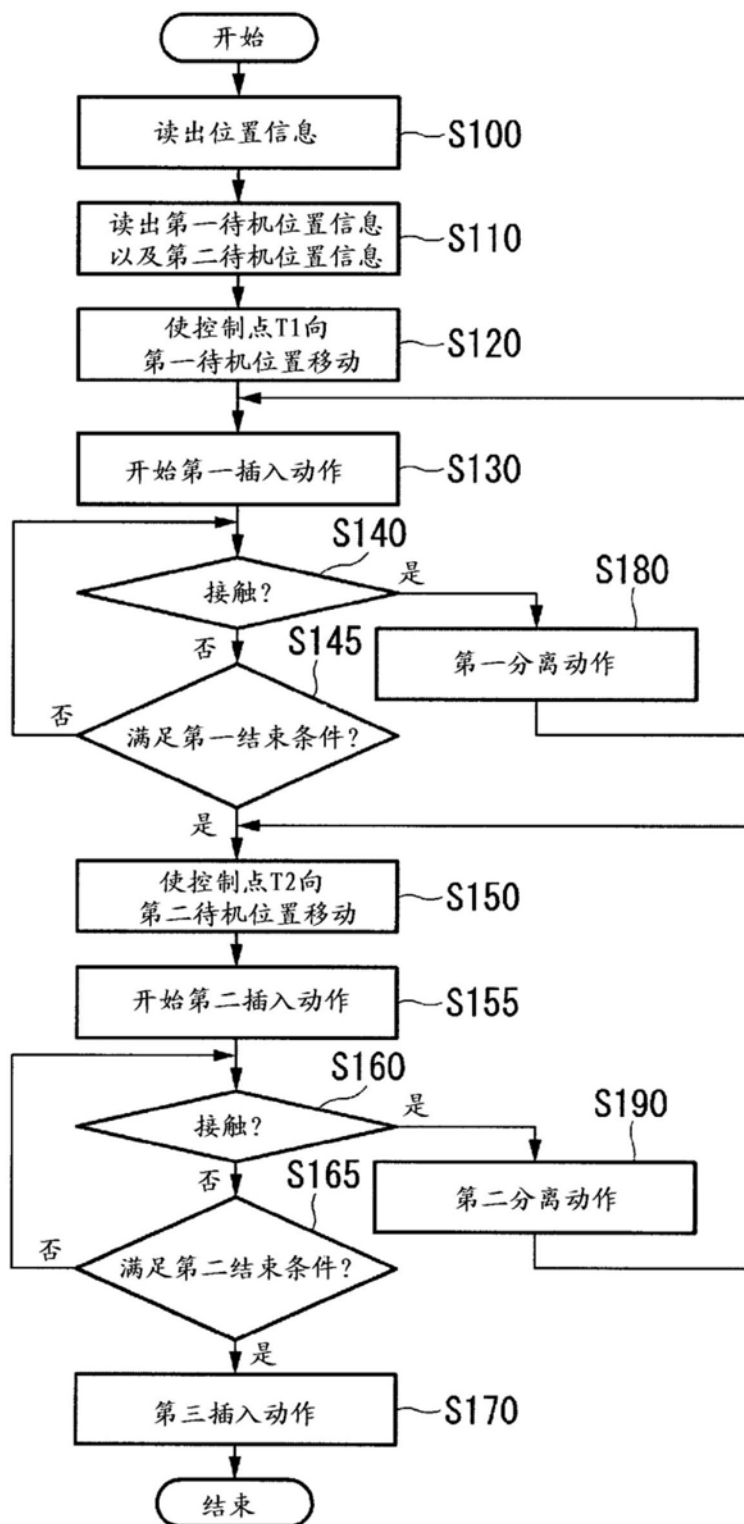 开始
读出位置信息
S100
读出第一待机位置信息
以及第二待机位置信息
S110
使控制点T1向
第一待机位置移动
S120
开始第一插入动作
S130
S140
接触?
是
S180
第一分离动作
否
S145
否
满足第一结束条件?
是
使控制点T2向
第二待机位置移动
S150
开始第二插入动作
S155
S160
接触?
是
S190
第二分离动作
否
S165
否
满足第二结束条件?
是
第三插入动作
S170
结束